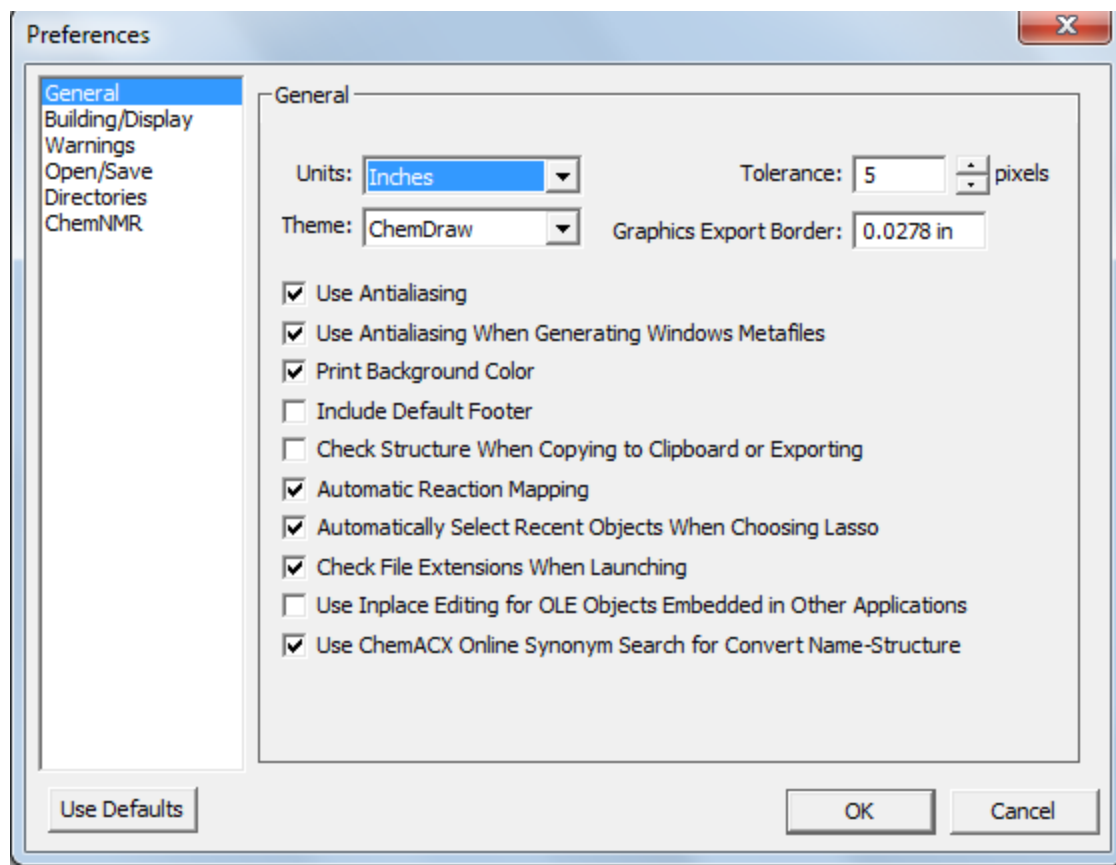 Preferences
General
Building/Display
Warnings
Open/Save
Directories
ChemNMR
General
Units: Inches
Tolerance: 5 pixels
Theme: ChemDraw
Graphics Export Border: 0.0278 in
Use Antialiasing
Use Antialiasing When Generating Windows Metafiles
Print Background Color
Include Default Footer
Check Structure When Copying to Clipboard or Exporting
Automatic Reaction Mapping
Automatically Select Recent Objects When Choosing Lasso
Check File Extensions When Launching
Use Inplace Editing for OLE Objects Embedded in Other Applications
Use ChemACX Online Synonym Search for Convert Name-Structure
Use Defaults
OK
Cancel